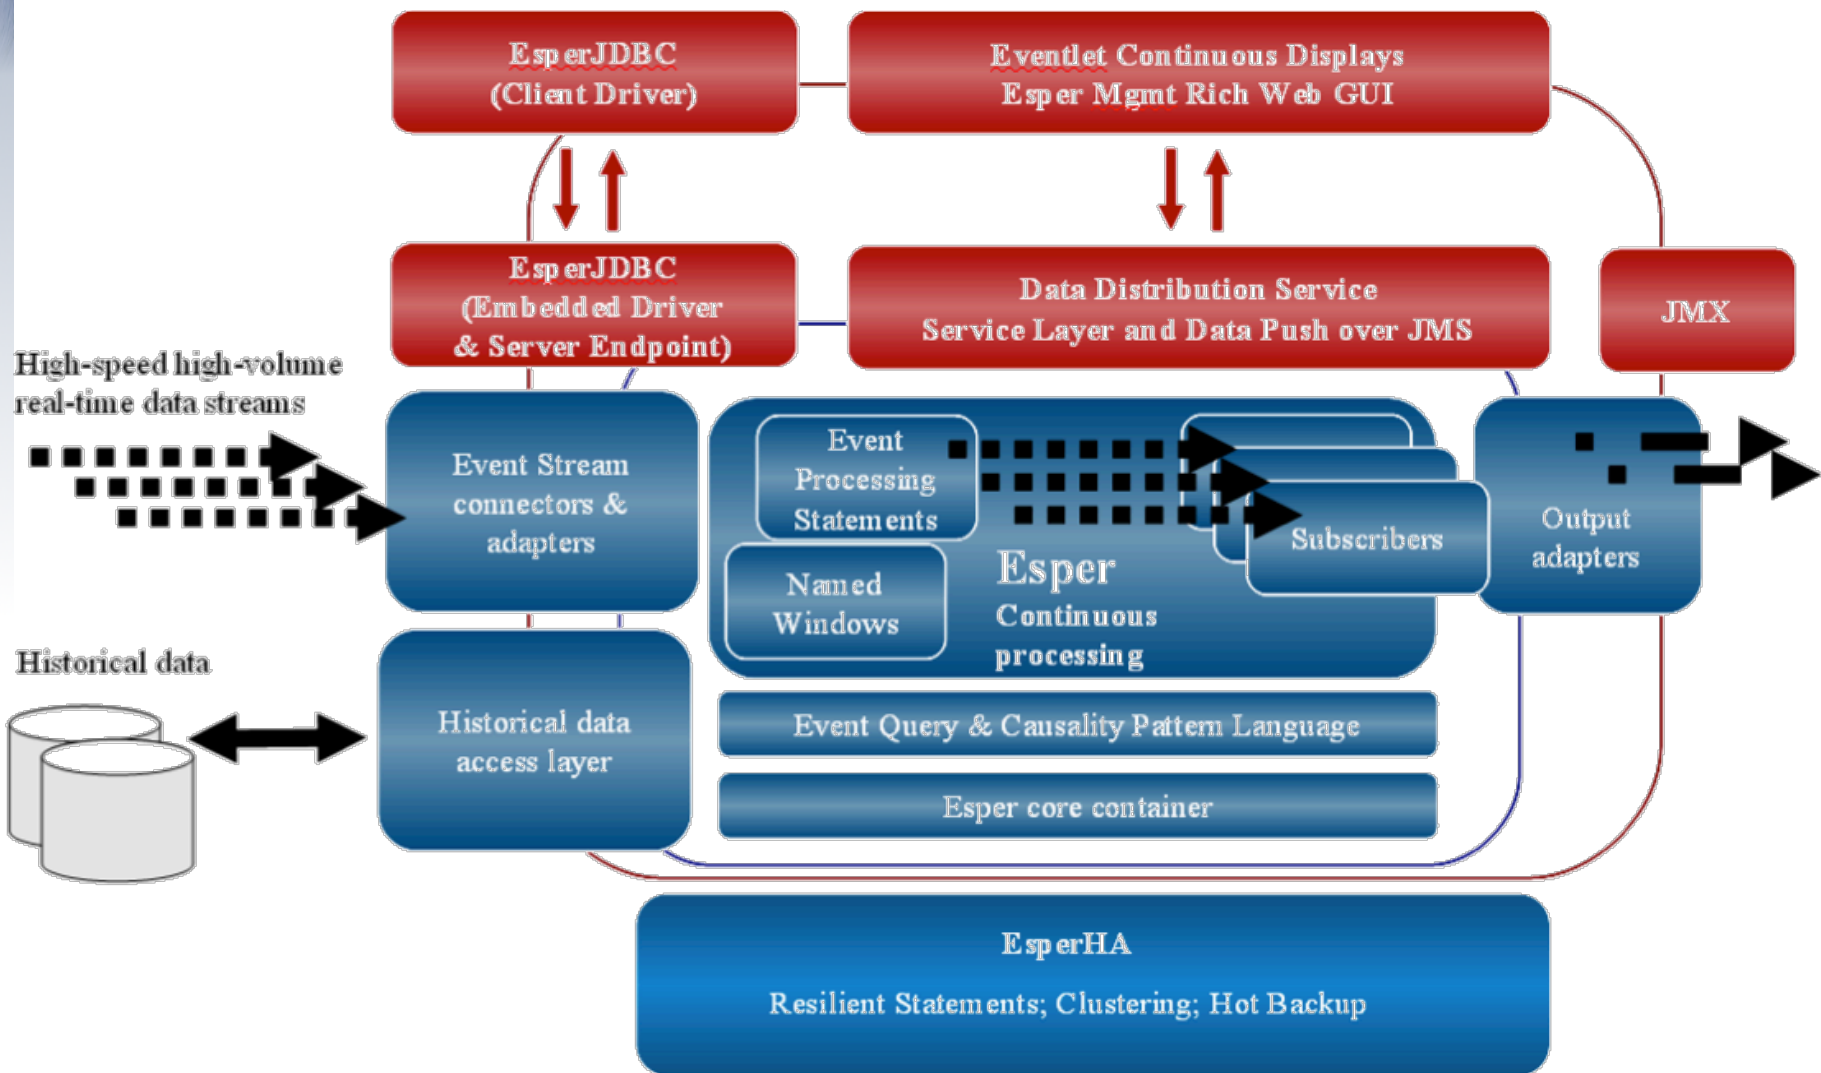 EsperJDBC
(Client Driver)
Eventlet Continuous Displays
Esper Mgmt Rich Web GUI
EsperJDBC
(Embedded Driver
& Server Endpoint)
Data Distribution Service
Service Layer and Data Push over JMS
JMX
High-speed high-volume
real-time data streams
Event Stream
connectors &
adapters
Event
Processing
Statements
Named
Windows
Esper
Continuous
processing
Subscribers
Output
adapters
Historical data
Historical data
access layer
Event Query & Causality Pattern Language
Esper core container
EsperHA
Resilient Statements; Clustering; Hot Backup